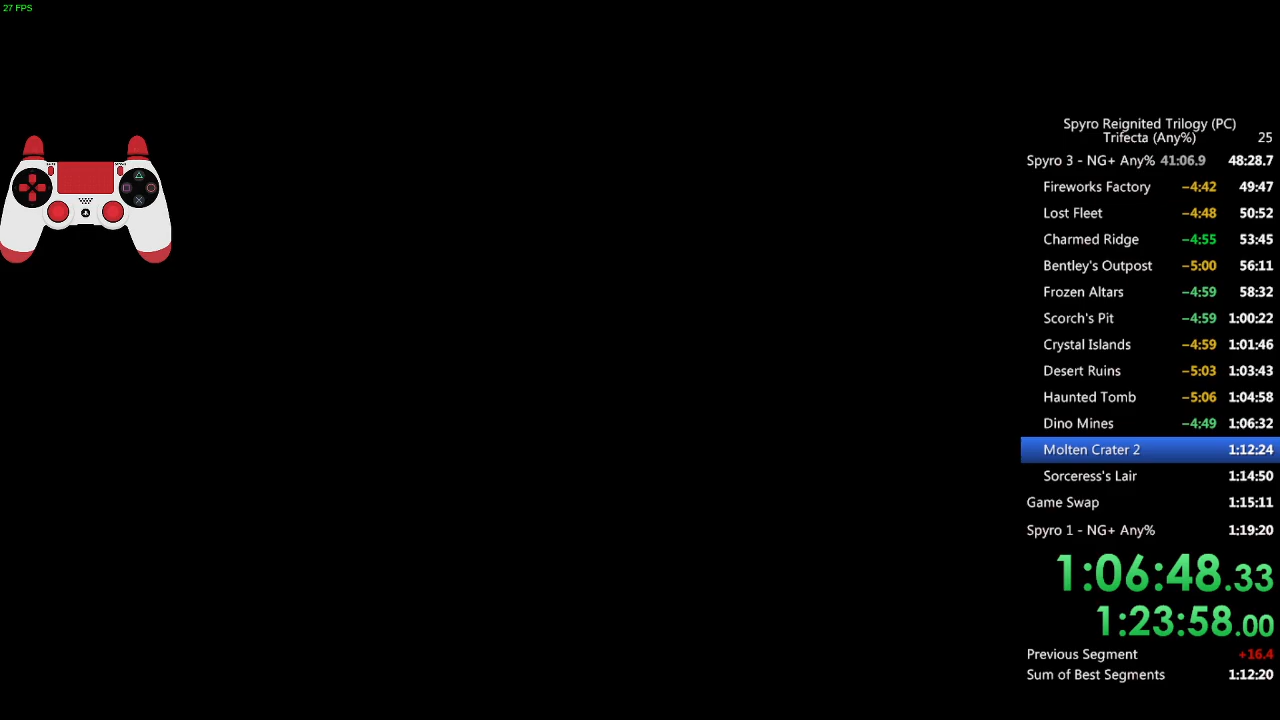 27 FPS
Spyro Reignited Trilogy (PC)
Trifecta (Any%) 25
Spyro 3 - NG+ Any% 41:06.9 48:28.7
Fireworks Factory −4:42 49:47
Lost Fleet −4:48 50:52
Charmed Ridge −4:55 53:45
Bentley's Outpost −5:00 56:11
Frozen Altars −4:59 58:32
Scorch's Pit −4:59 1:00:22
Crystal Islands −4:59 1:01:46
Desert Ruins −5:03 1:03:43
Haunted Tomb −5:06 1:04:58
Dino Mines −4:49 1:06:32
Molten Crater 2 1:12:24
Sorceress's Lair 1:14:50
Game Swap 1:15:11
Spyro 1 - NG+ Any% 1:19:20
1:06:48.33
1:23:58.00
Previous Segment +16.4
Sum of Best Segments 1:12:20